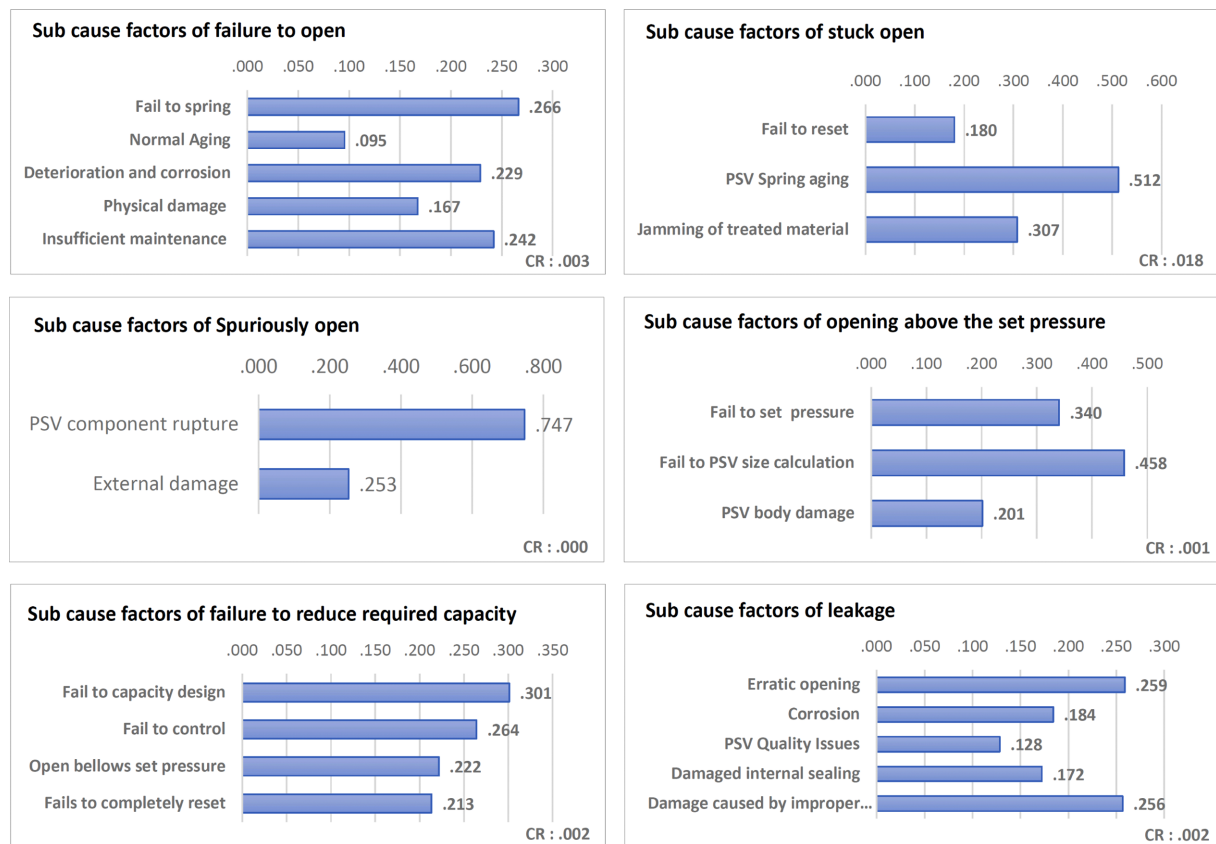 Sub cause factors of failure to open
.000 .050 .100 .150 .200 .250 .300
Fail to spring .266
Normal Aging .095
Deterioration and corrosion .229
Physical damage .167
Insufficient maintenance .242
CR : .003
Sub cause factors of stuck open
.000 .100 .200 .300 .400 .500 .600
Fail to reset .180
PSV Spring aging .512
Jamming of treated material .307
CR : .018
Sub cause factors of Spuriously open
.000 .200 .400 .600 .800
PSV component rupture .747
External damage .253
CR : .000
Sub cause factors of opening above the set pressure
.000 .100 .200 .300 .400 .500
Fail to set pressure .340
Fail to PSV size calculation .458
PSV body damage .201
CR : .001
Sub cause factors of failure to reduce required capacity
.000 .050 .100 .150 .200 .250 .300 .350
Fail to capacity design .301
Fail to control .264
Open bellows set pressure .222
Fails to completely reset .213
CR : .002
Sub cause factors of leakage
.000 .050 .100 .150 .200 .250 .300
Erratic opening .259
Corrosion .184
PSV Quality Issues .128
Damaged internal sealing .172
Damage caused by improper... .256
CR : .002